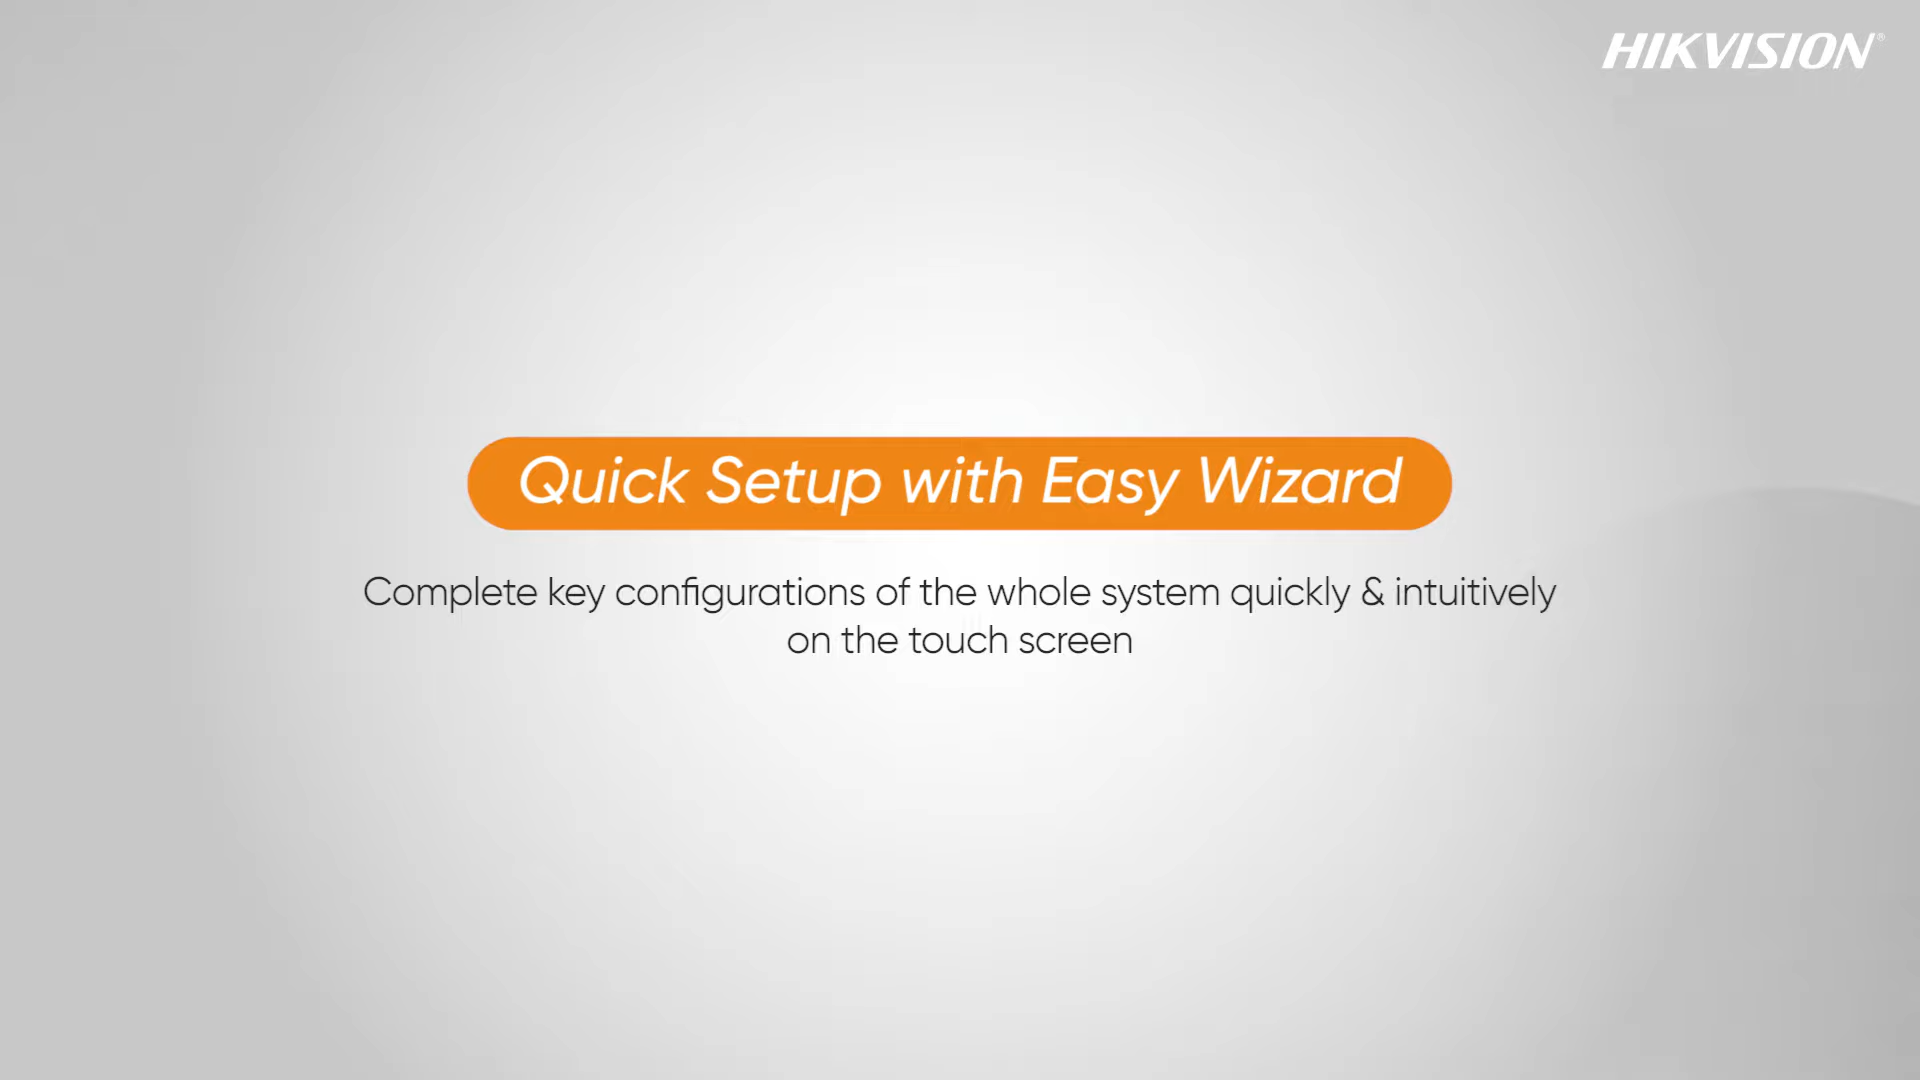 HIKVISION®
Quick Setup with Easy Wizard
Complete key configurations of the whole system quickly & intuitively
on the touch screen